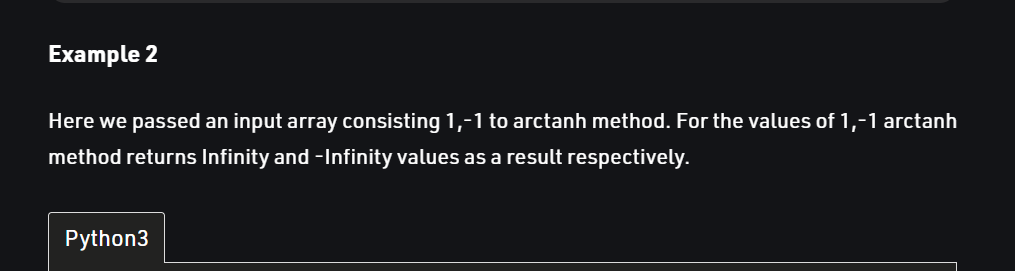 Example 2
Here we passed an input array consisting 1,-1 to arctanh method. For the values of 1,-1 arctanh
method returns Infinity and -Infinity values as a result respectively.
Python3